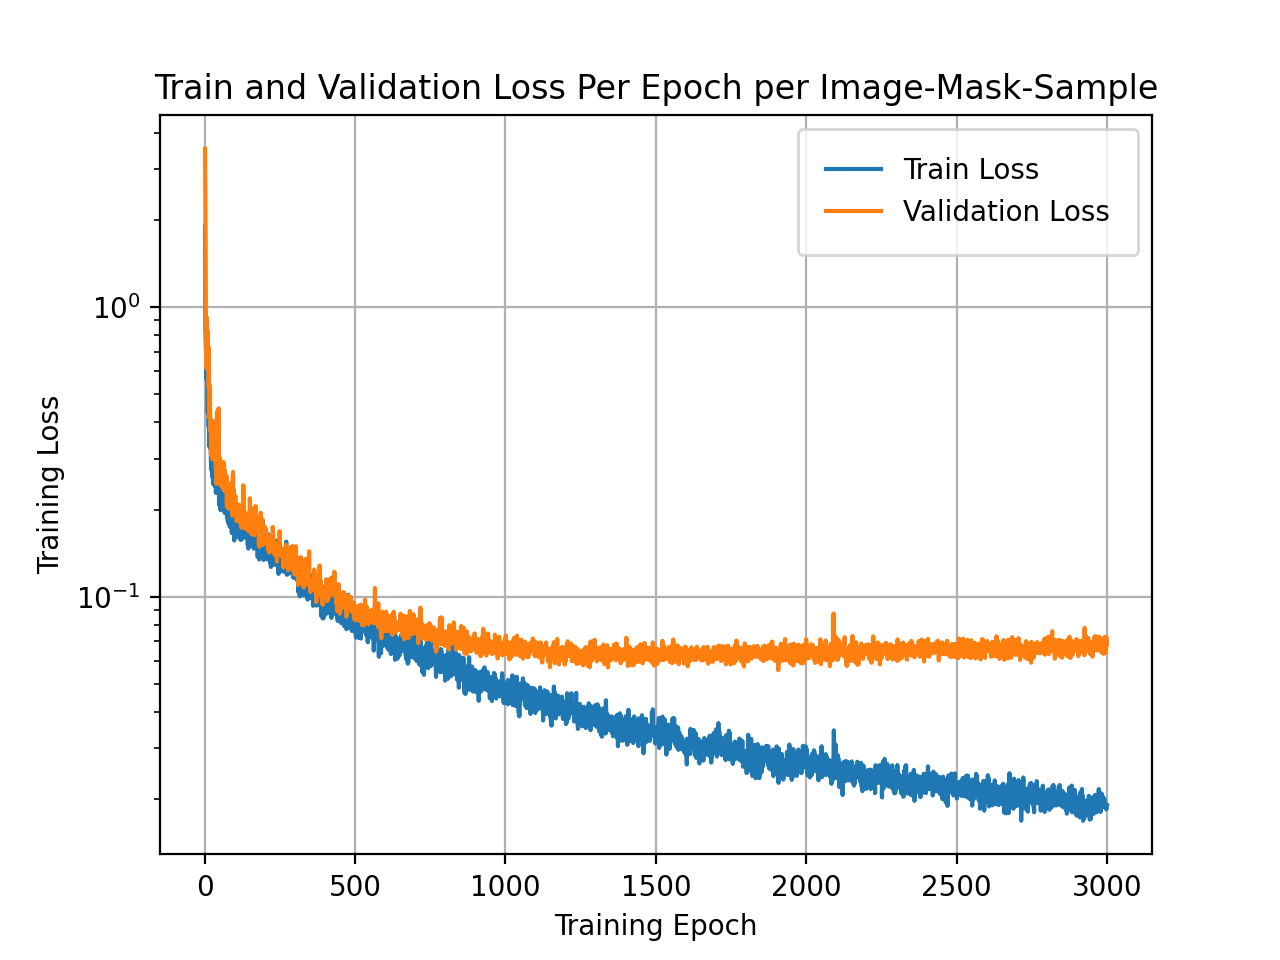 Train and Validation Loss Per Epoch per Image-Mask-Sample
Train Loss
Validation Loss
Training Loss
10⁰
10⁻¹
0 500 1000 1500 2000 2500 3000
Training Epoch